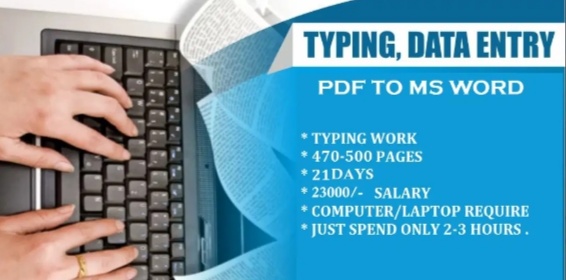 TYPING, DATA ENTRY
PDF TO MS WORD
* TYPING WORK
* 470-500 PAGES
* 21DAYS
* 23000/- SALARY
* COMPUTER/LAPTOP REQUIRE
* JUST SPEND ONLY 2-3 HOURS .